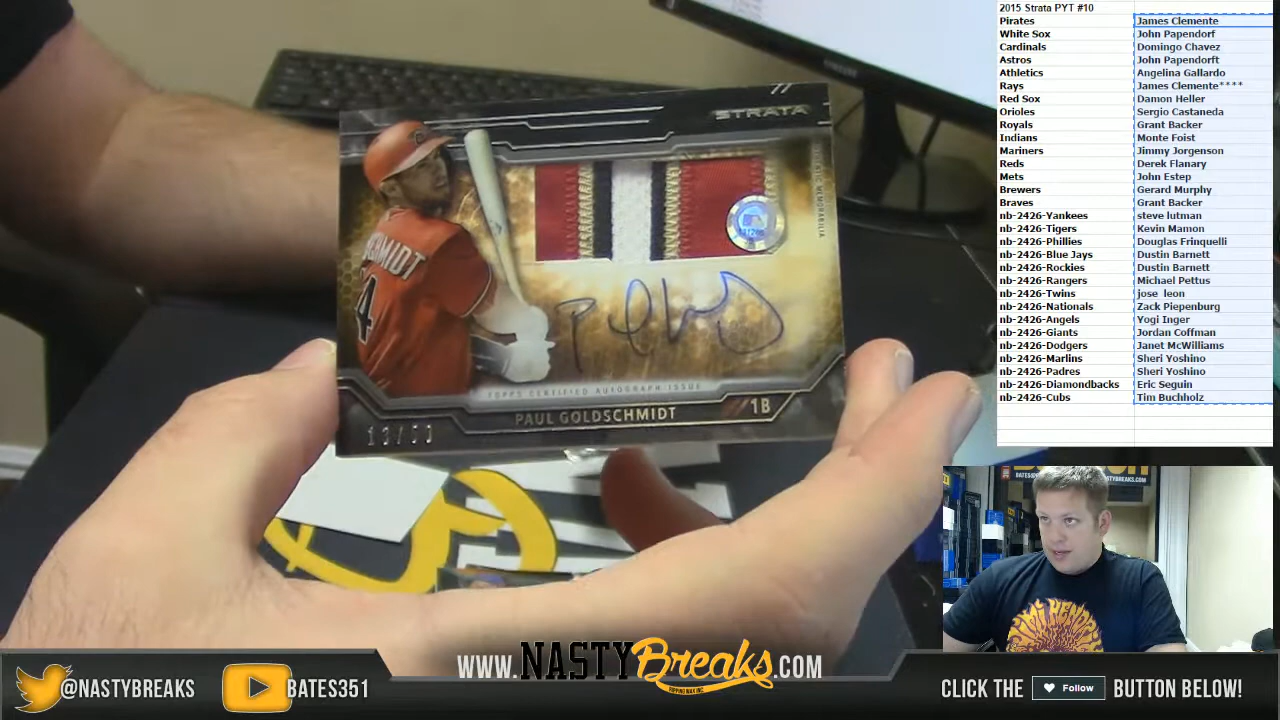 2015 Strata PYT #10
Pirates James Clemente
White Sox John Papendorf
Cardinals Domingo Chavez
Astros John Papendorft
Athletics Angelina Gallardo
Rays James Clemente****
Red Sox Damon Heller
Orioles Sergio Castaneda
Royals Grant Backer
Indians Monte Foist
Mariners Jimmy Jorgenson
Reds Derek Flanary
Mets John Estep
Brewers Gerard Murphy
Braves Grant Backer
nb-2426-Yankees steve lutman
nb-2426-Tigers Kevin Mamon
nb-2426-Phillies Douglas Frinquelli
nb-2426-Blue Jays Dustin Barnett
nb-2426-Rockies Dustin Barnett
nb-2426-Rangers Michael Pettus
nb-2426-Twins jose leon
nb-2426-Nationals Zack Piepenburg
nb-2426-Angels Yogi Inger
nb-2426-Giants Jordan Coffman
nb-2426-Dodgers Janet McWilliams
nb-2426-Marlins Sheri Yoshino
nb-2426-Padres Sheri Yoshino
nb-2426-Diamondbacks Eric Seguin
nb-2426-Cubs Tim Buchholz
STRATA
TOPPS CERTIFIED AUTOGRAPH ISSUE
PAUL GOLDSCHMIDT 1B
13/50
@NASTYBREAKS
BATES351
WWW.NASTYBreaks.COM
CLICK THE Follow BUTTON BELOW!